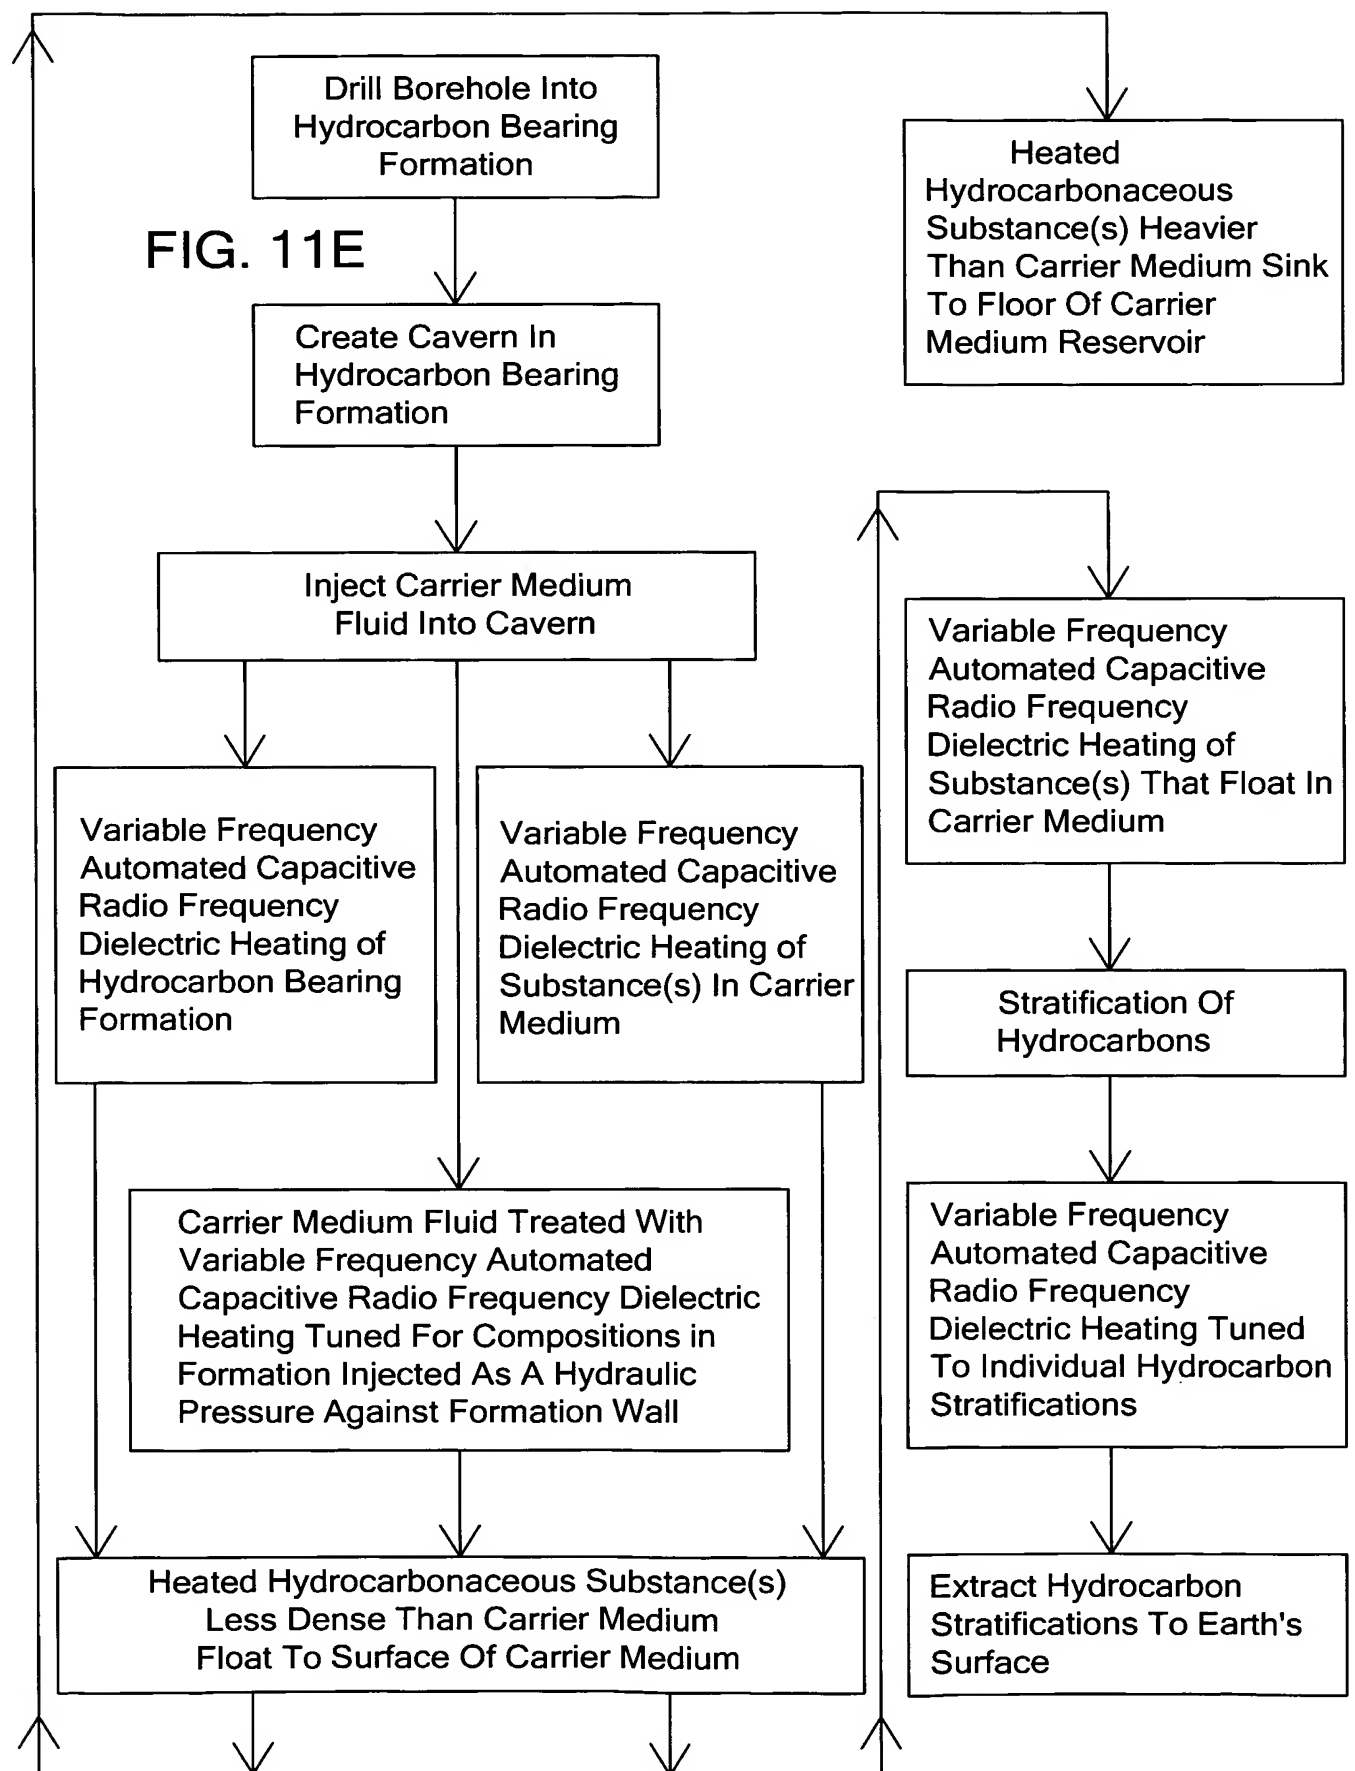 Drill Borehole Into
Hydrocarbon Bearing
Formation
FIG. 11E
Create Cavern In
Hydrocarbon Bearing
Formation
Inject Carrier Medium
Fluid Into Cavern
Variable Frequency
Automated Capacitive
Radio Frequency
Dielectric Heating of
Hydrocarbon Bearing
Formation
Variable Frequency
Automated Capacitive
Radio Frequency
Dielectric Heating of
Substance(s) In Carrier
Medium
Carrier Medium Fluid Treated With
Variable Frequency Automated
Capacitive Radio Frequency Dielectric
Heating Tuned For Compositions in
Formation Injected As A Hydraulic
Pressure Against Formation Wall
Heated Hydrocarbonaceous Substance(s)
Less Dense Than Carrier Medium
Float To Surface Of Carrier Medium
Heated
Hydrocarbonaceous
Substance(s) Heavier
Than Carrier Medium Sink
To Floor Of Carrier
Medium Reservoir
Variable Frequency
Automated Capacitive
Radio Frequency
Dielectric Heating of
Substance(s) That Float In
Carrier Medium
Stratification Of
Hydrocarbons
Variable Frequency
Automated Capacitive
Radio Frequency
Dielectric Heating Tuned
To Individual Hydrocarbon
Stratifications
Extract Hydrocarbon
Stratifications To Earth's
Surface